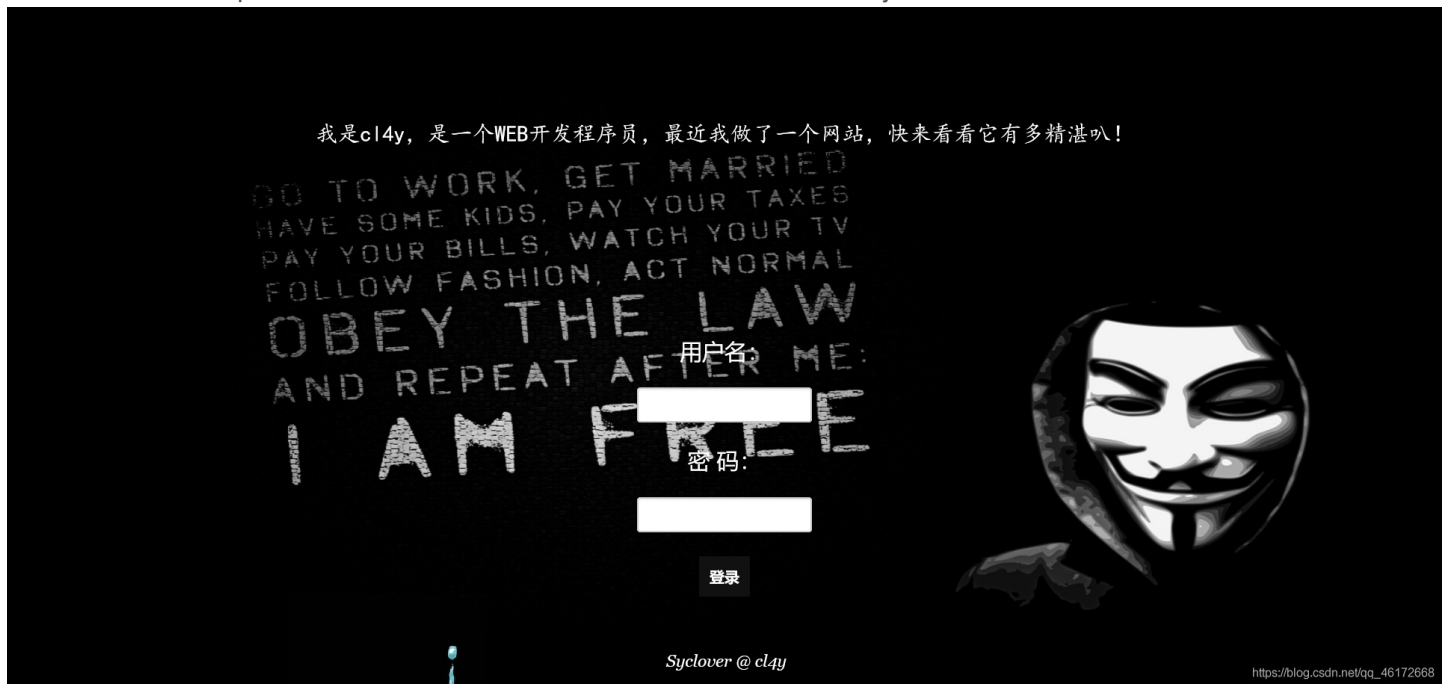 我是cl4y，是一个WEB开发程序员，最近我做了一个网站，快来看看它有多精湛叭！
GO TO WORK, GET MARRIED
HAVE SOME KIDS, PAY YOUR TAXES
PAY YOUR BILLS, WATCH YOUR TV
FOLLOW FASHION, ACT NORMAL
OBEY THE LAW
AND REPEAT AFTER ME:
I AM FREE
用户名:
密 码:
登录
Syclover @ cl4y
https://blog.csdn.net/qq_46172668